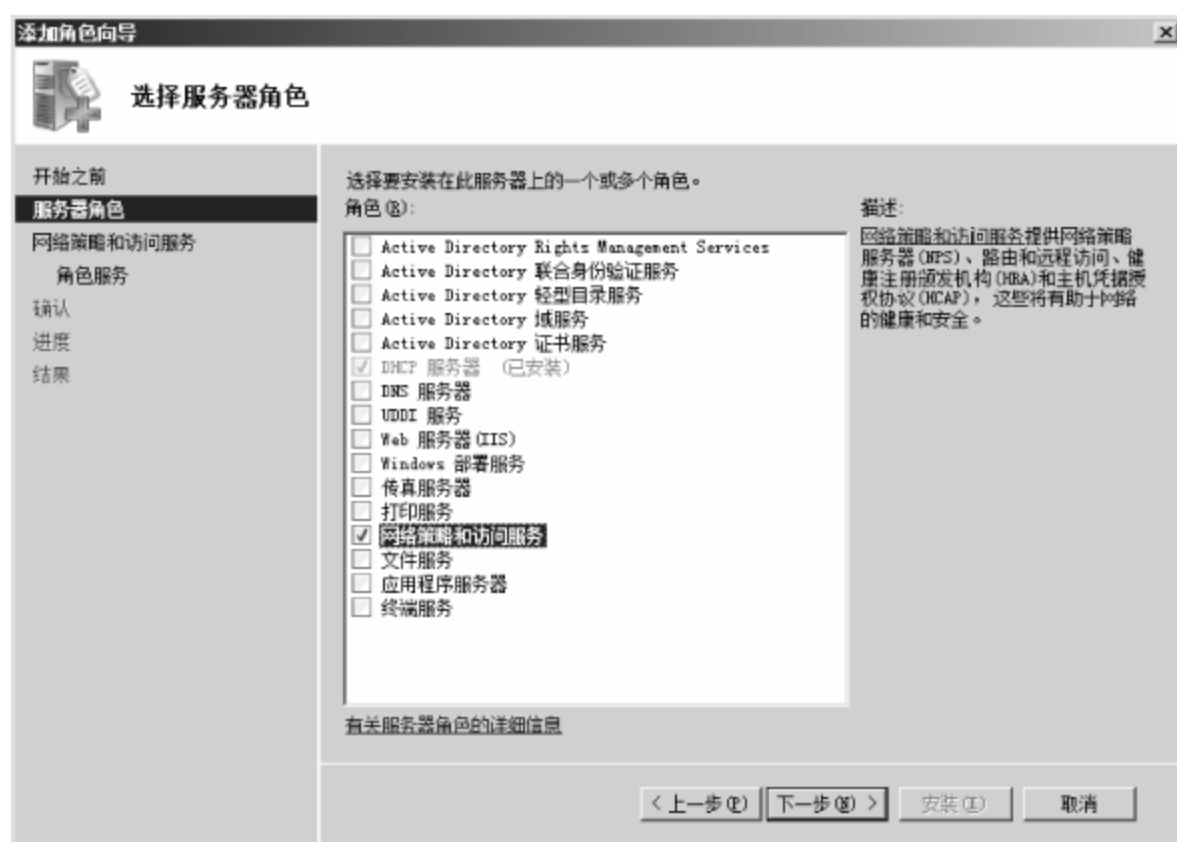 添加角色向导
选择服务器角色
开始之前
服务器角色
网络策略和访问服务
角色服务
确认
进度
结果
选择要安装在此服务器上的一个或多个角色。
角色(R):
Active Directory Rights Management Services
Active Directory 联合身份验证服务
Active Directory 轻型目录服务
Active Directory 域服务
Active Directory 证书服务
DHCP 服务器 (已安装)
DNS 服务器
UDDI 服务
Web 服务器(IIS)
Windows 部署服务
传真服务器
打印服务
网络策略和访问服务
文件服务
应用程序服务器
终端服务
有关服务器角色的详细信息
描述:
网络策略和访问服务提供网络策略
服务器(NPS)、路由和远程访问、健
康注册颁发机构(HRA)和主机凭据授
权协议(HCAP)，这些将有助于网络
的健康和安全。
< 上一步(P)
下一步(N) >
安装(I)
取消